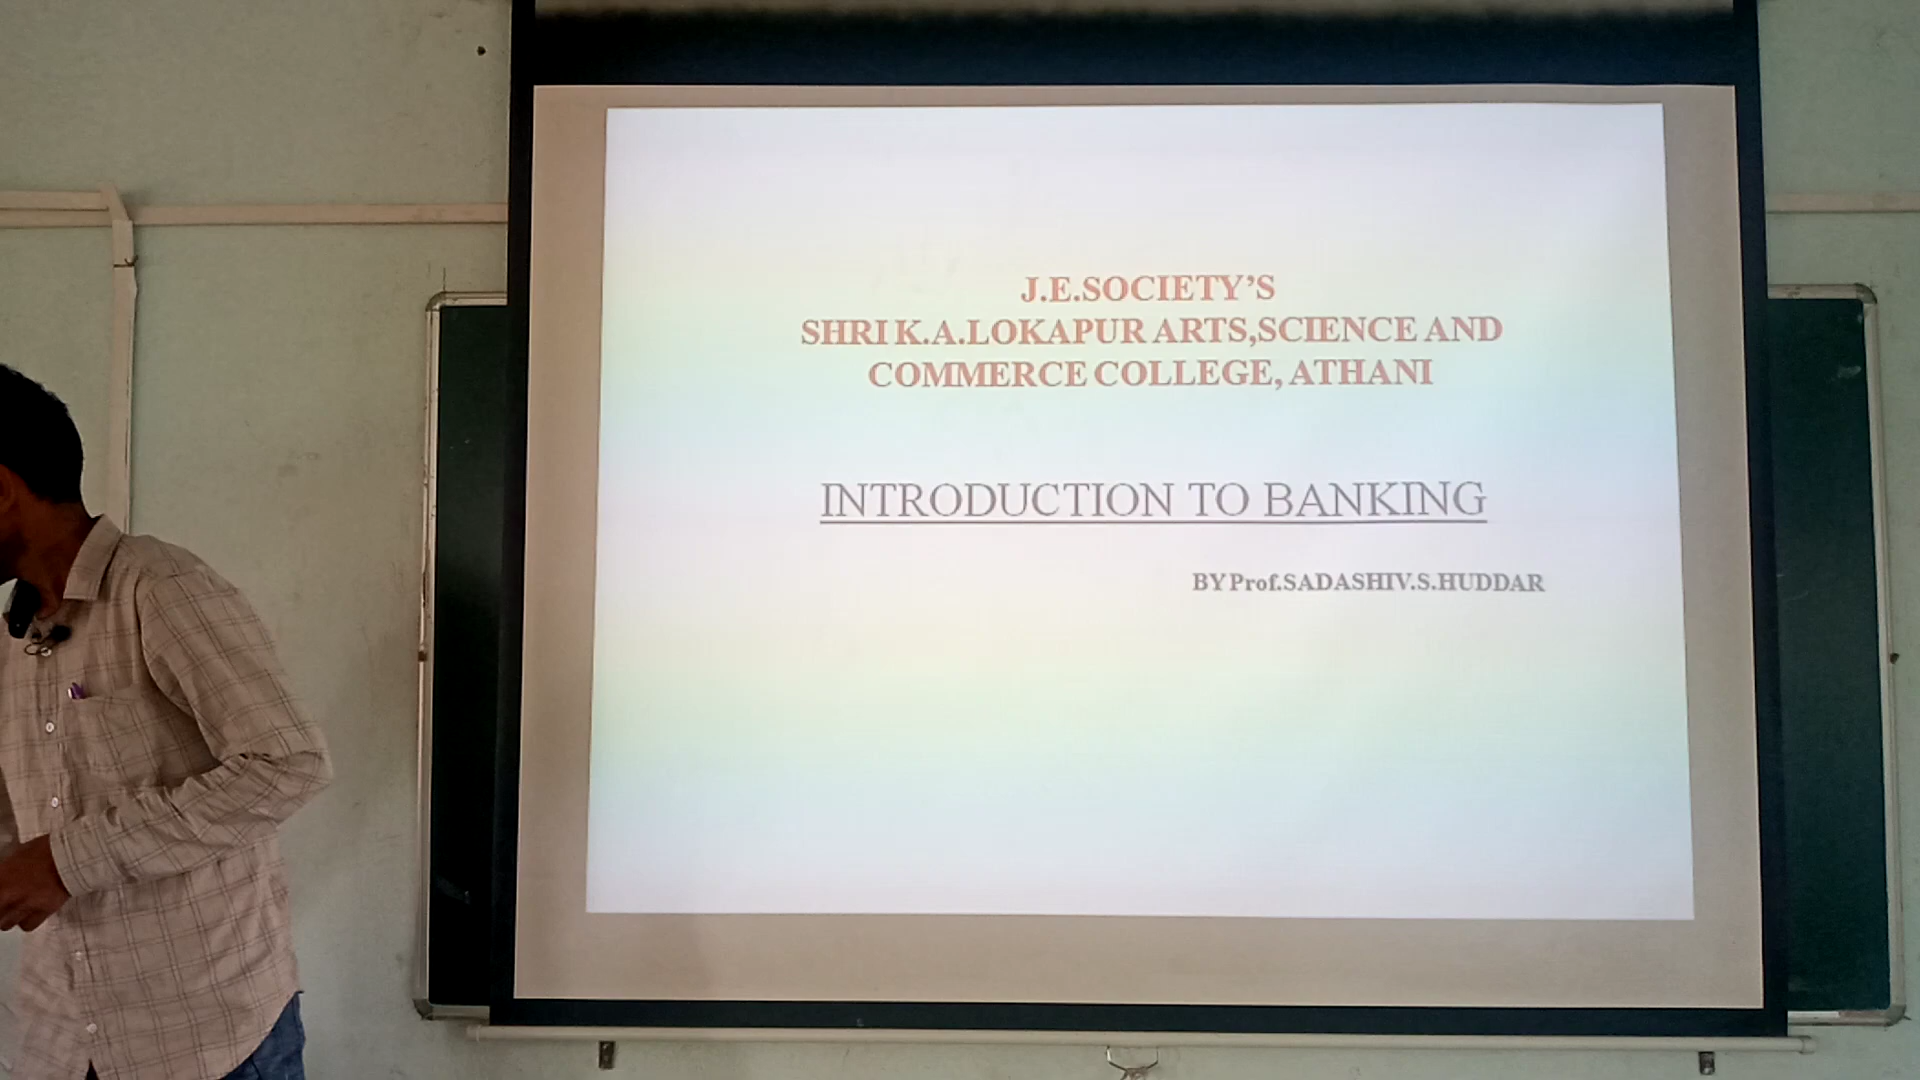 J.E.SOCIETY'S
SHRI K.A.LOKAPUR ARTS,SCIENCE AND
COMMERCE COLLEGE, ATHANI
INTRODUCTION TO BANKING
BY Prof.SADASHIV.S.HUDDAR